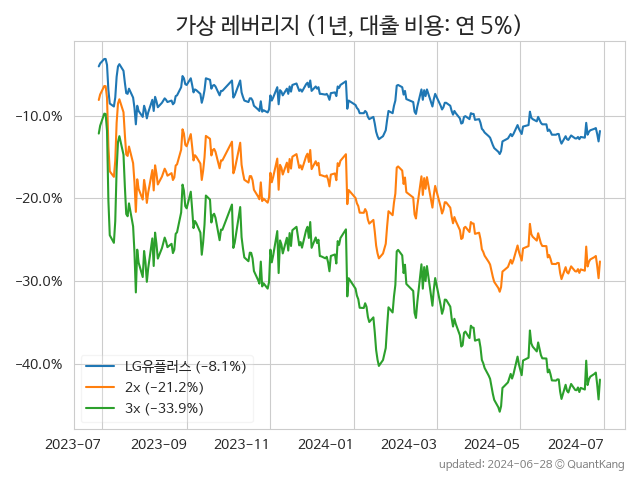 가상 레버리지 (1년, 대출 비용: 연 5%)
−10.0%
−20.0%
−30.0%
−40.0%
LG유플러스 (−8.1%)
2x (−21.2%)
3x (−33.9%)
2023−07 2023−09 2023−11 2024−01 2024−03 2024−05 2024−07
updated: 2024-06-28 © QuantKang